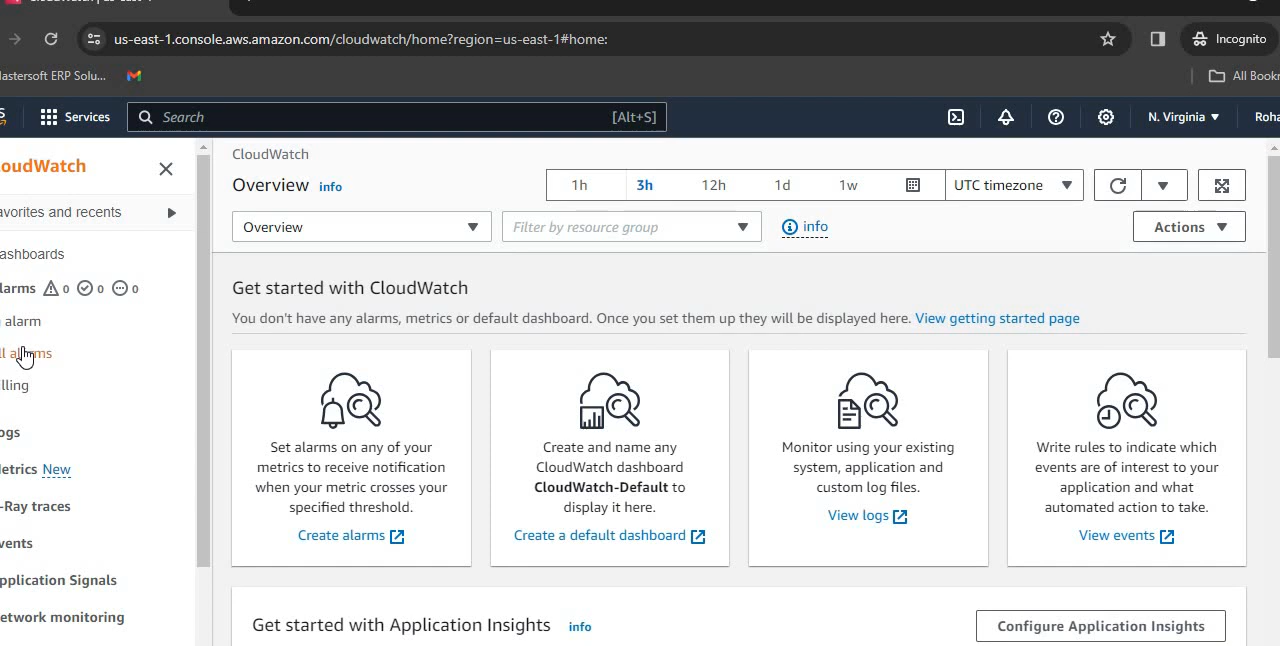 us-east-1.console.aws.amazon.com/cloudwatch/home?region=us-east-1#home:
Incognito
astersoft ERP Solu...
All Bookr
Services
Search
[Alt+S]
N. Virginia
Roha
oudWatch
CloudWatch
Overview info
1h 3h 12h 1d 1w
UTC timezone
avorites and recents
Overview
Filter by resource group
info
Actions
ashboards
larms 0 0 0
alarm
ll alarms
illing
ogs
etrics New
-Ray traces
vents
pplication Signals
etwork monitoring
Get started with CloudWatch
You don't have any alarms, metrics or default dashboard. Once you set them up they will be displayed here. View getting started page
Set alarms on any of your
metrics to receive notification
when your metric crosses your
specified threshold.
Create alarms
Create and name any
CloudWatch dashboard
CloudWatch-Default to
display it here.
Create a default dashboard
Monitor using your existing
system, application and
custom log files.
View logs
Write rules to indicate which
events are of interest to your
application and what
automated action to take.
View events
Get started with Application Insights info
Configure Application Insights